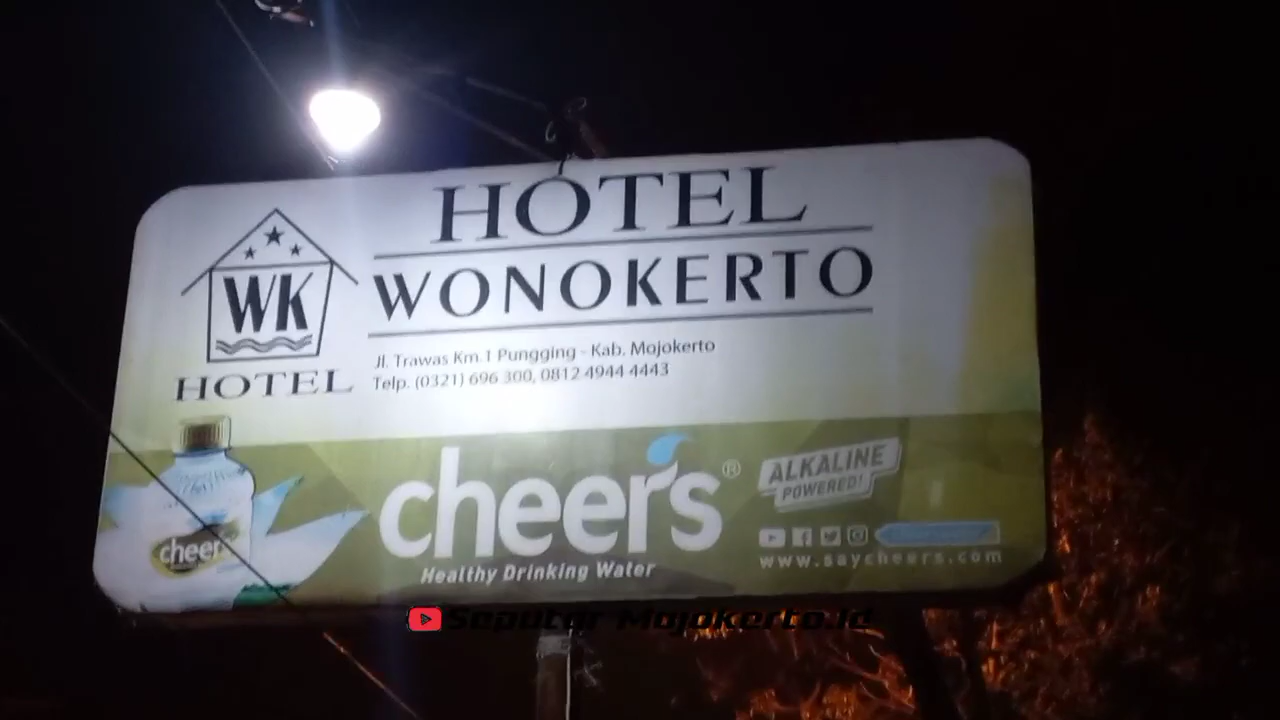 HOTEL
WONOKERTO
WK
HOTEL
Jl. Trawas Km.1 Pungging - Kab. Mojokerto
Telp. (0321) 696 300, 0812 4944 4443
cheers®
Healthy Drinking Water
cheers
ALKALINE
POWERED!
www.saycheers.com
Seputar Mojokerto.Id